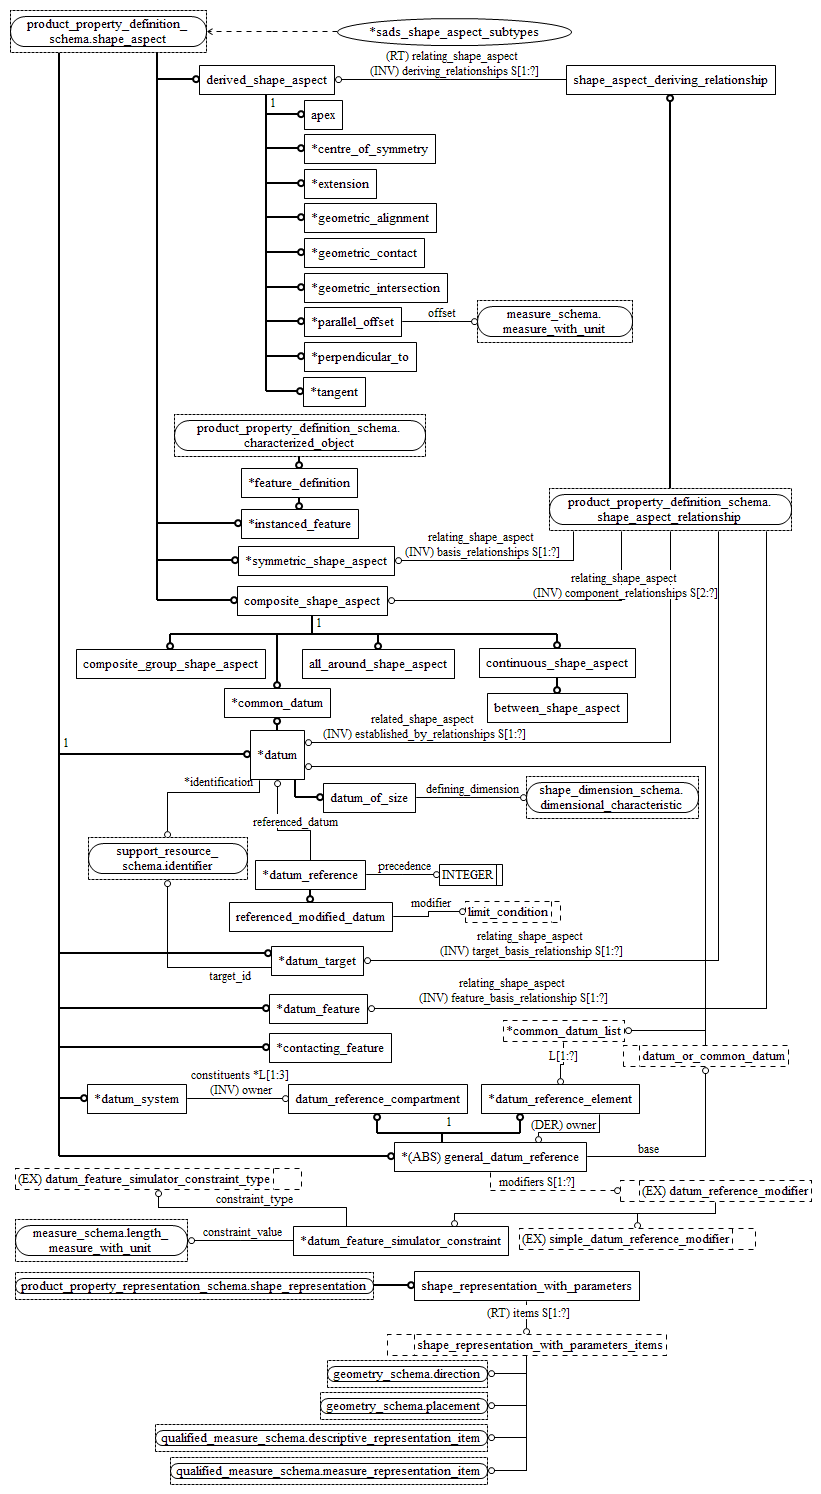 product_property_definition_
schema.shape_aspect
*sads_shape_aspect_subtypes
(RT) relating_shape_aspect
(INV) deriving_relationships S[1:?]
derived_shape_aspect
shape_aspect_deriving_relationship
1
apex
*centre_of_symmetry
*extension
*geometric_alignment
*geometric_contact
*geometric_intersection
*parallel_offset
offset
measure_schema.
measure_with_unit
*perpendicular_to
*tangent
product_property_definition_schema.
characterized_object
*feature_definition
*instanced_feature
product_property_definition_schema.
shape_aspect_relationship
relating_shape_aspect
(INV) basis_relationships S[1:?]
*symmetric_shape_aspect
relating_shape_aspect
(INV) component_relationships S[2:?]
composite_shape_aspect
1
composite_group_shape_aspect
all_around_shape_aspect
continuous_shape_aspect
*common_datum
between_shape_aspect
related_shape_aspect
(INV) established_by_relationships S[1:?]
1
*datum
*identification
datum_of_size
defining_dimension
shape_dimension_schema.
dimensional_characteristic
referenced_datum
support_resource_
schema.identifier
*datum_reference
precedence
INTEGER
referenced_modified_datum
modifier
limit_condition
relating_shape_aspect
(INV) target_basis_relationship S[1:?]
*datum_target
target_id
relating_shape_aspect
(INV) feature_basis_relationship S[1:?]
*datum_feature
*common_datum_list
*contacting_feature
L[1:?]
datum_or_common_datum
constituents *L[1:3]
(INV) owner
*datum_system
datum_reference_compartment
*datum_reference_element
1
(DER) owner
*(ABS) general_datum_reference
base
(EX) datum_feature_simulator_constraint_type
modifiers S[1:?]
(EX) datum_reference_modifier
constraint_type
measure_schema.length_
measure_with_unit
constraint_value
*datum_feature_simulator_constraint
(EX) simple_datum_reference_modifier
product_property_representation_schema.shape_representation
shape_representation_with_parameters
(RT) items S[1:?]
shape_representation_with_parameters_items
geometry_schema.direction
geometry_schema.placement
qualified_measure_schema.descriptive_representation_item
qualified_measure_schema.measure_representation_item